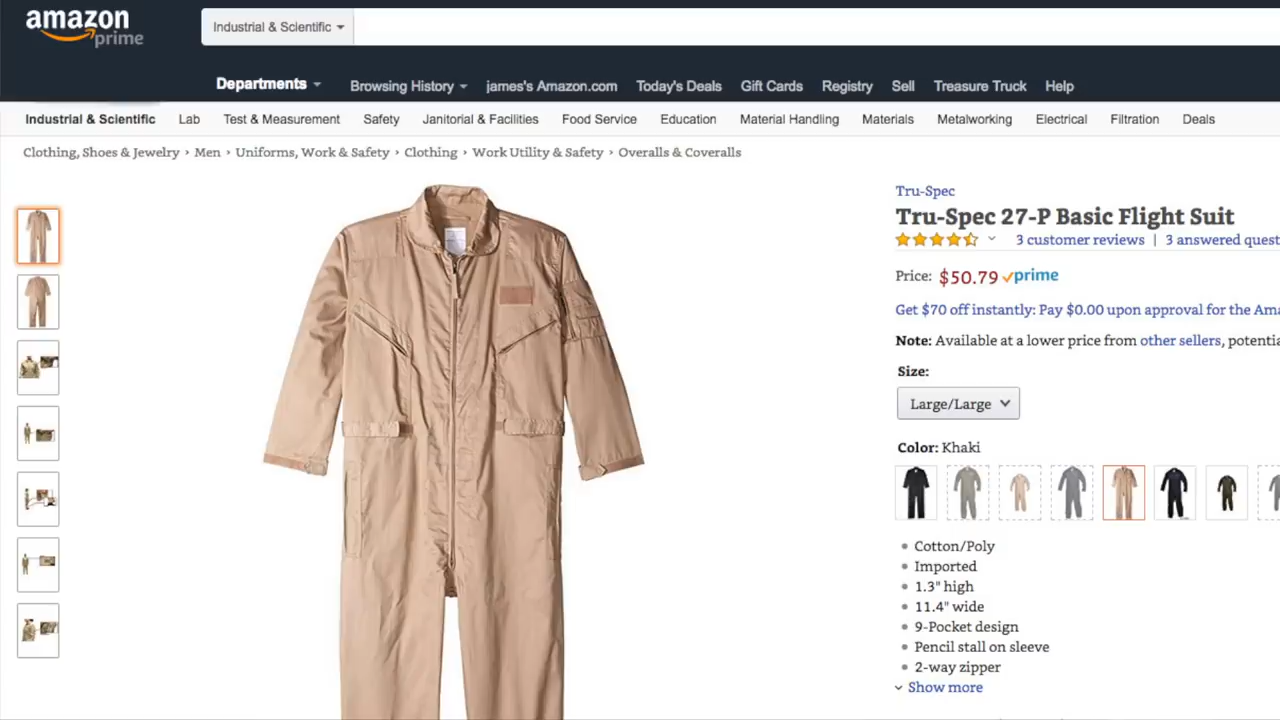 amazon
prime
Industrial & Scientific
Departments Browsing History james's Amazon.com Today's Deals Gift Cards Registry Sell Treasure Truck Help
Industrial & Scientific Lab Test & Measurement Safety Janitorial & Facilities Food Service Education Material Handling Materials Metalworking Electrical Filtration Deals
Clothing, Shoes & Jewelry › Men › Uniforms, Work & Safety › Clothing › Work Utility & Safety › Overalls & Coveralls
Tru-Spec
Tru-Spec 27-P Basic Flight Suit
3 customer reviews | 3 answered quest
Price: $50.79 prime
Get $70 off instantly: Pay $0.00 upon approval for the Ama
Note: Available at a lower price from other sellers, potentia
Size:
Large/Large
Color: Khaki
Cotton/Poly
Imported
1.3" high
11.4" wide
9-Pocket design
Pencil stall on sleeve
2-way zipper
Show more